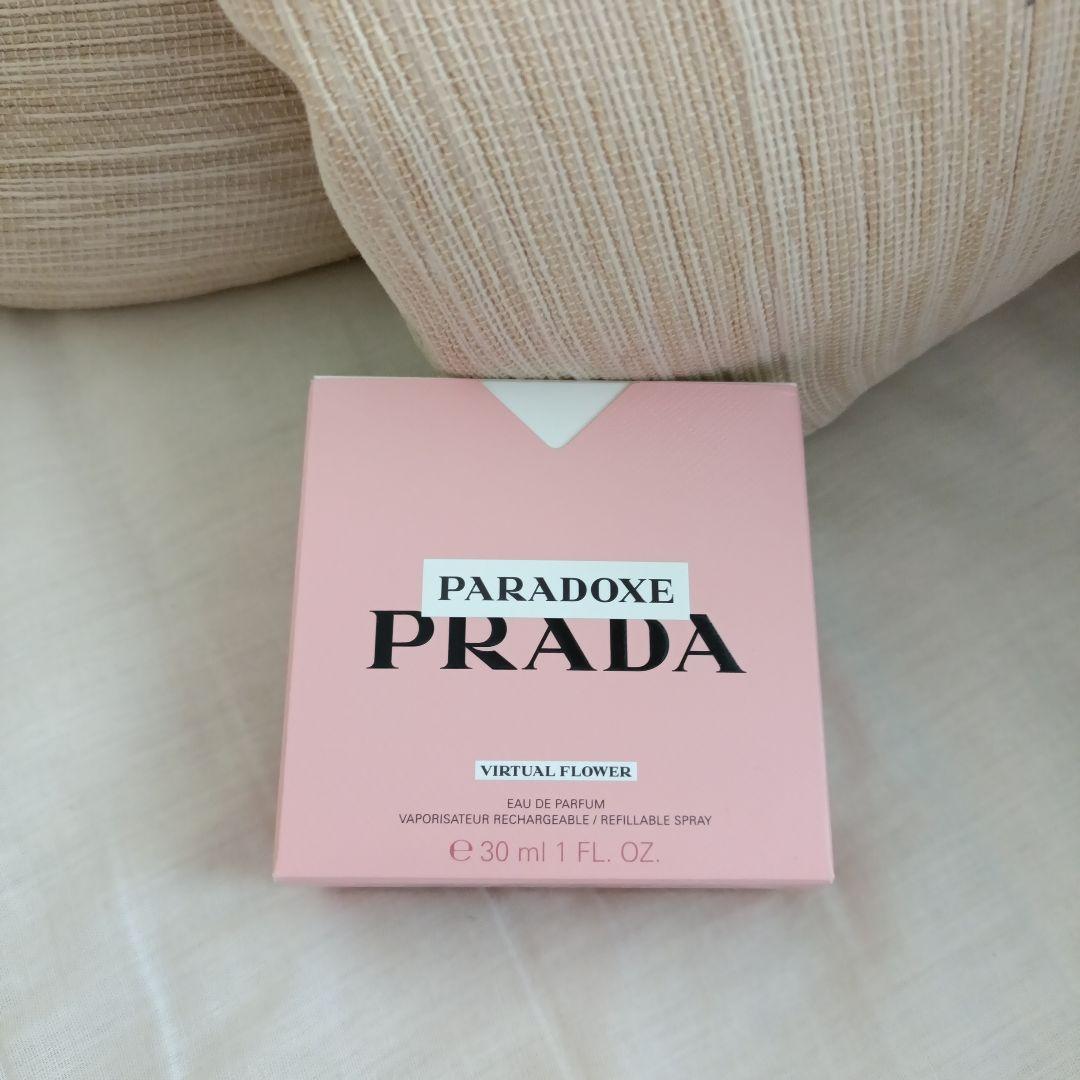 PARADOXE
PRADA
VIRTUAL FLOWER
EAU DE PARFUM
VAPORISATEUR RECHARGEABLE / REFILLABLE SPRAY
℮ 30 ml 1 FL. OZ.